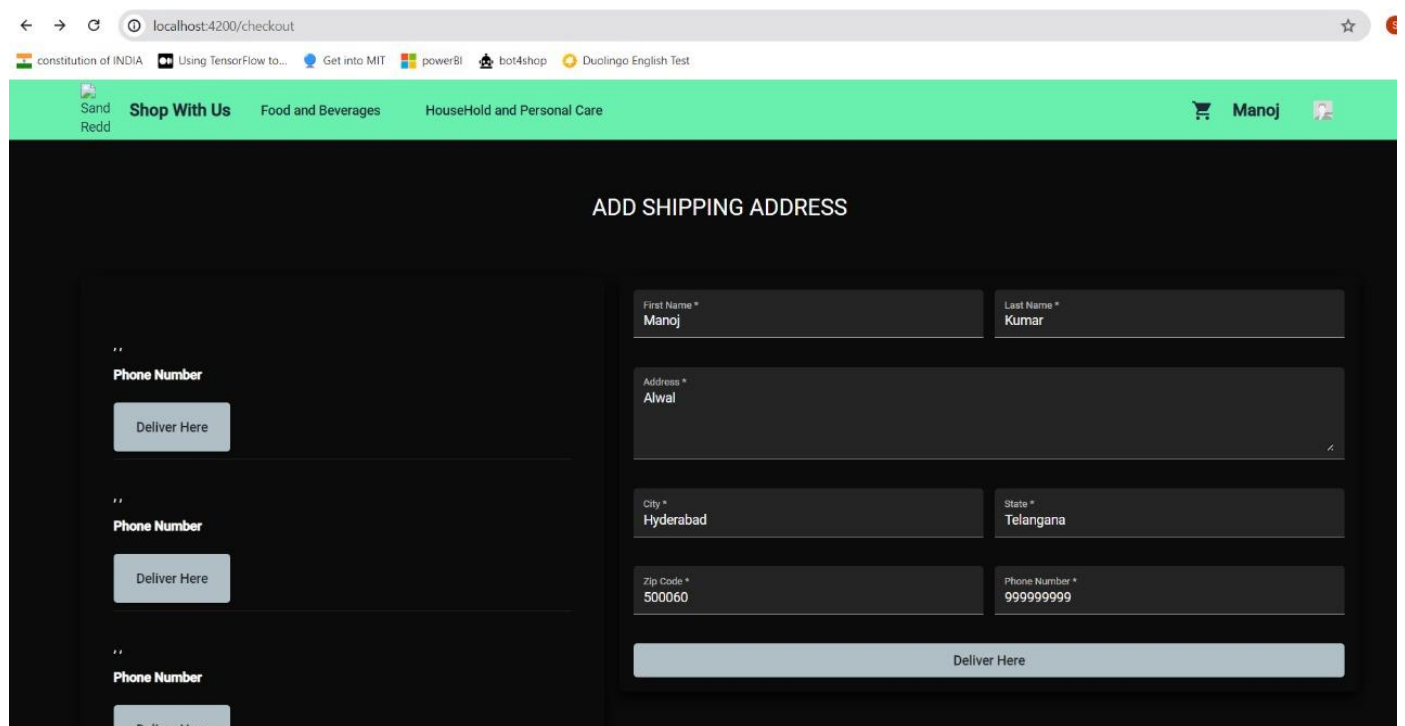 localhost:4200/checkout
constitution of INDIA Using TensorFlow to... Get into MIT powerBI bot4shop Duolingo English Test
Sand
Redd
Shop With Us Food and Beverages HouseHold and Personal Care Manoj
ADD SHIPPING ADDRESS
, ,
Phone Number
Deliver Here
, ,
Phone Number
Deliver Here
, ,
Phone Number
First Name * Last Name *
Manoj Kumar
Address *
Alwal
City * State *
Hyderabad Telangana
Zip Code * Phone Number *
500060 999999999
Deliver Here